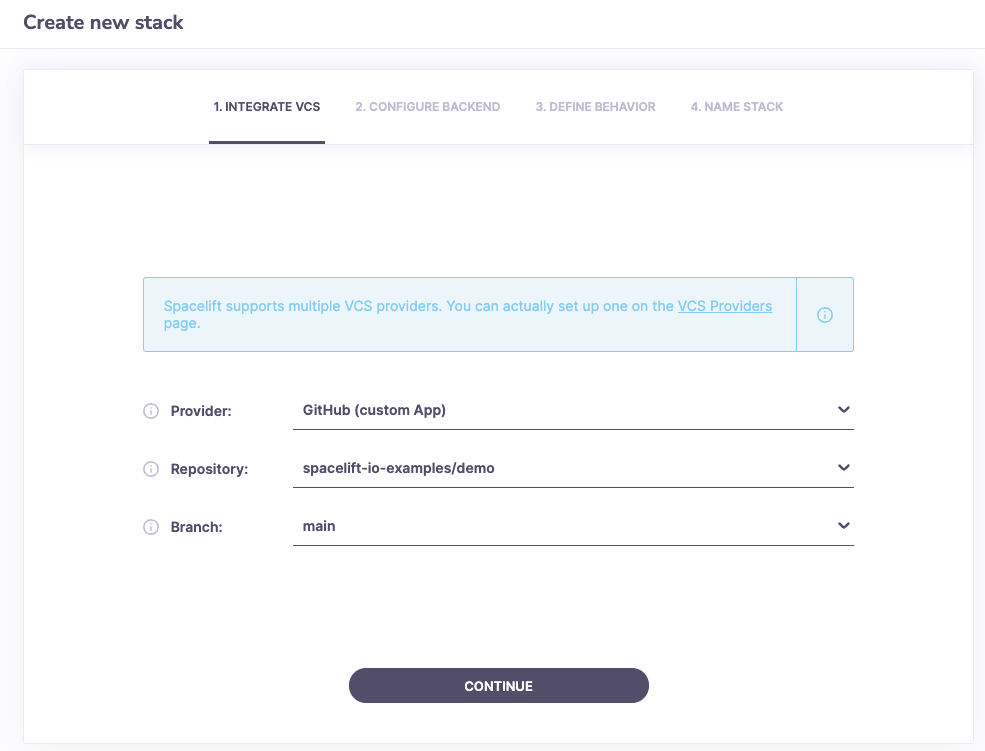 Create new stack
1. INTEGRATE VCS
2. CONFIGURE BACKEND
3. DEFINE BEHAVIOR
4. NAME STACK
Spacelift supports multiple VCS providers. You can actually set up one on the VCS Providers
page.
Provider: GitHub (custom App)
Repository: spacelift-io-examples/demo
Branch: main
CONTINUE